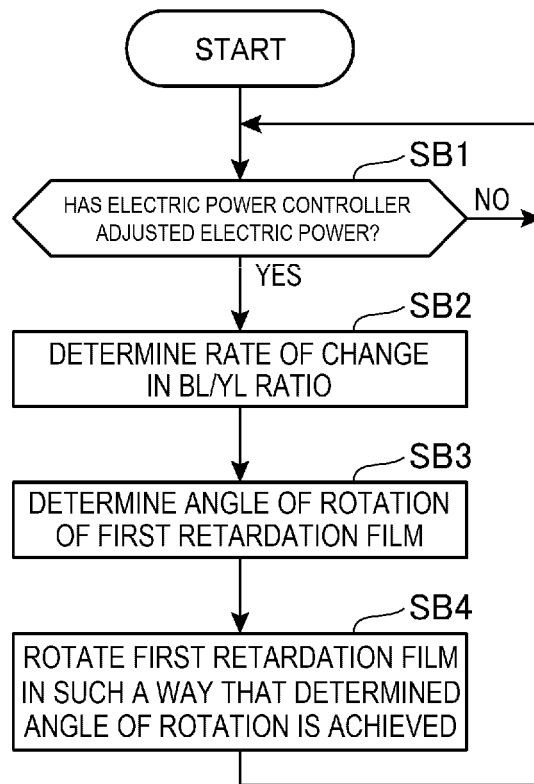 START
SB1
HAS ELECTRIC POWER CONTROLLER
ADJUSTED ELECTRIC POWER?
NO
YES
SB2
DETERMINE RATE OF CHANGE
IN BL/YL RATIO
SB3
DETERMINE ANGLE OF ROTATION
OF FIRST RETARDATION FILM
SB4
ROTATE FIRST RETARDATION FILM
IN SUCH A WAY THAT DETERMINED
ANGLE OF ROTATION IS ACHIEVED